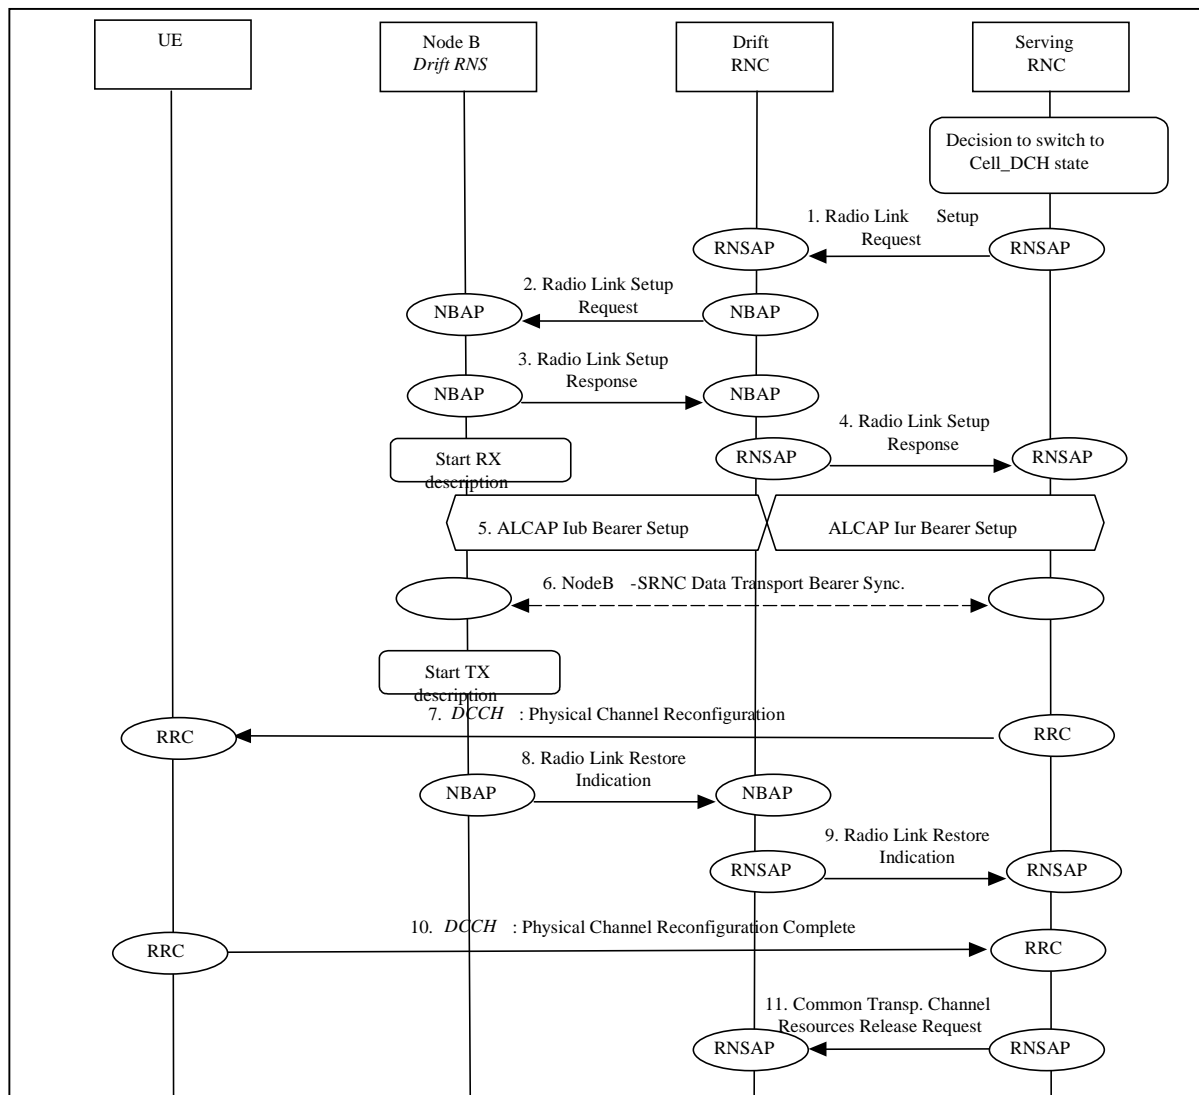 UE
Node B
Drift RNS
Drift
RNC
Serving
RNC
Decision to switch to
Cell_DCH state
1. Radio Link Setup
Request
RNSAP
RNSAP
2. Radio Link Setup
Request
NBAP
NBAP
3. Radio Link Setup
Response
NBAP
NBAP
4. Radio Link Setup
Response
RNSAP
RNSAP
Start RX
description
5. ALCAP Iub Bearer Setup
ALCAP Iur Bearer Setup
6. NodeB -SRNC Data Transport Bearer Sync.
Start TX
description
7. DCCH : Physical Channel Reconfiguration
RRC
RRC
8. Radio Link Restore
Indication
NBAP
NBAP
9. Radio Link Restore
Indication
RNSAP
RNSAP
10. DCCH : Physical Channel Reconfiguration Complete
RRC
RRC
11. Common Transp. Channel
Resources Release Request
RNSAP
RNSAP